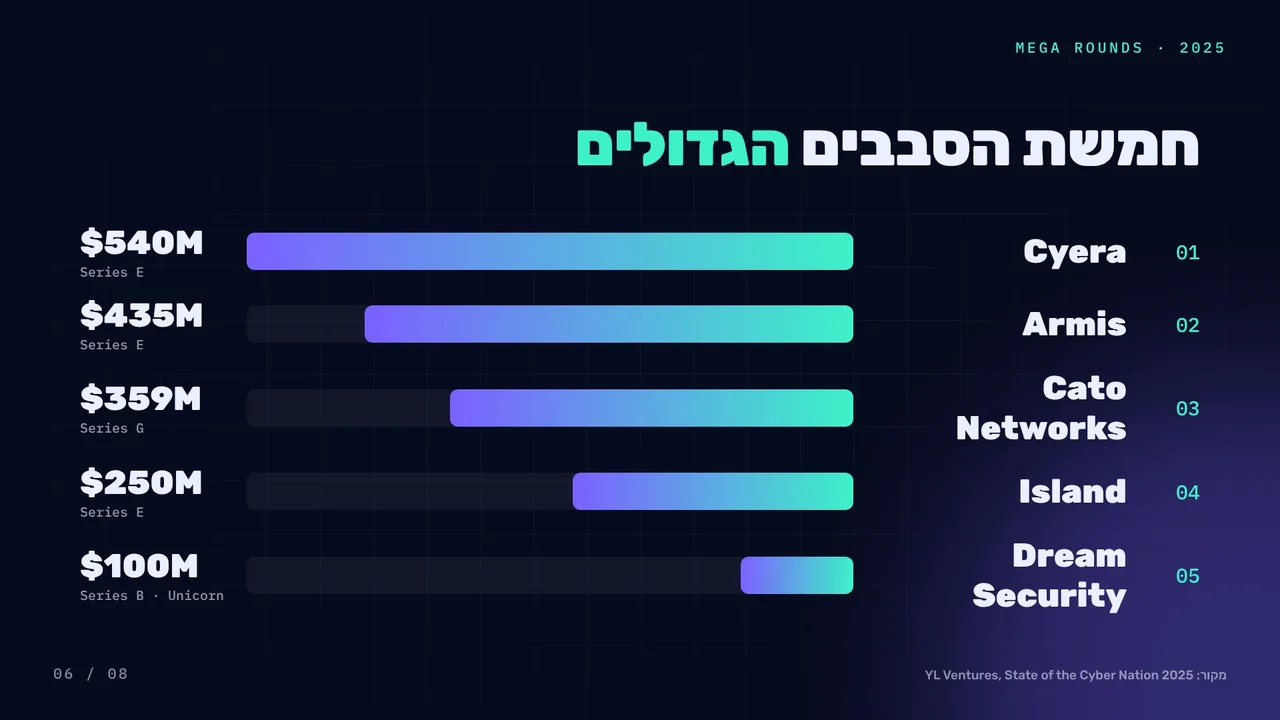 MEGA ROUNDS · 2025
חמשת הסבבים הגדולים
01 Cyera $540M
Series E
02 Armis $435M
Series E
03 Cato Networks $359M
Series G
04 Island $250M
Series E
05 Dream Security $100M
Series B · Unicorn
מקור: YL Ventures, State of the Cyber Nation 2025
06 / 08